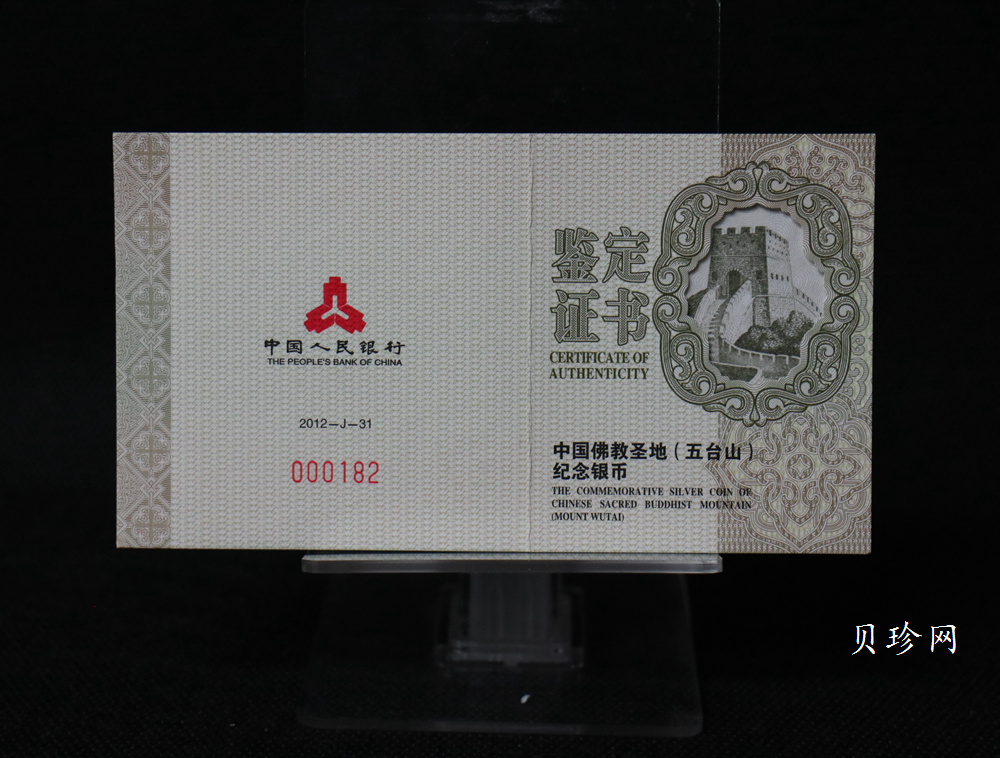 中国人民银行
THE PEOPLE'S BANK OF CHINA
2012—J—31
000182
鉴定
证书
CERTIFICATE OF
AUTHENTICITY
中国佛教圣地（五台山）
纪念银币
THE COMMEMORATIVE SILVER COIN OF
CHINESE SACRED BUDDHIST MOUNTAIN
(MOUNT WUTAI)
贝珍网